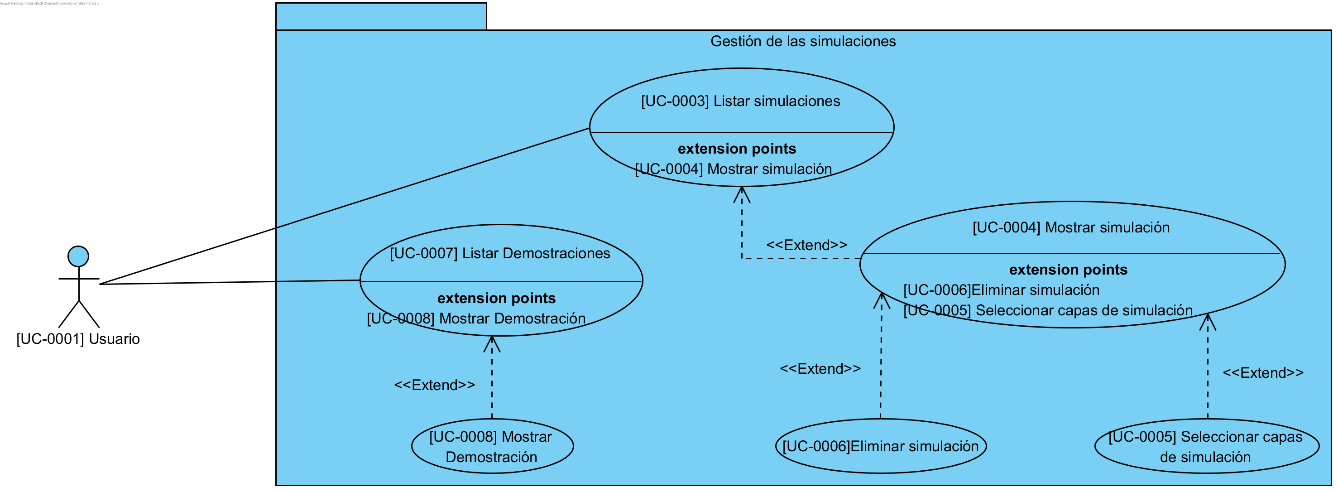 Gestión de las simulaciones
[UC-0003] Listar simulaciones
extension points
[UC-0004] Mostrar simulación
<<Extend>>
[UC-0004] Mostrar simulación
extension points
[UC-0006]Eliminar simulación
[UC-0005] Seleccionar capas de simulación
[UC-0007] Listar Demostraciones
extension points
[UC-0008] Mostrar Demostración
[UC-0001] Usuario
<<Extend>>
<<Extend>>
<<Extend>>
[UC-0008] Mostrar
Demostración
[UC-0006]Eliminar simulación
[UC-0005] Seleccionar capas
de simulación